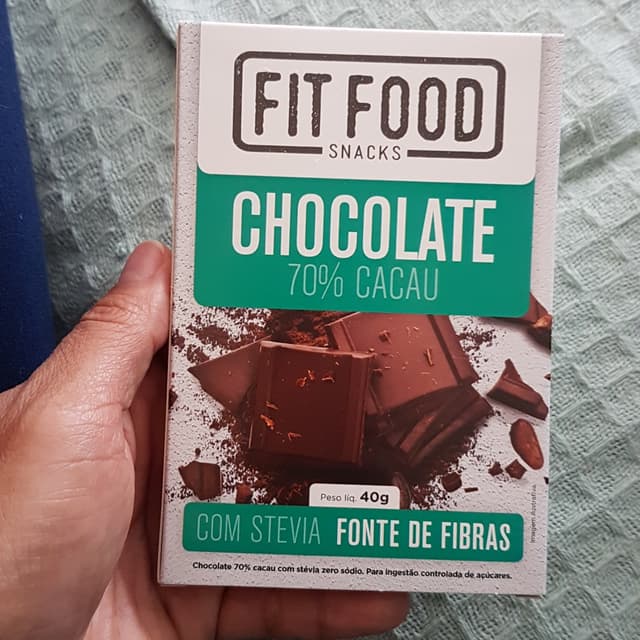 FIT FOOD
SNACKS
CHOCOLATE
70% CACAU
Peso líq. 40g
COM STEVIA FONTE DE FIBRAS
Imagem ilustrativa
Chocolate 70% cacau com stévia zero sódio. Para ingestão controlada de açúcares.